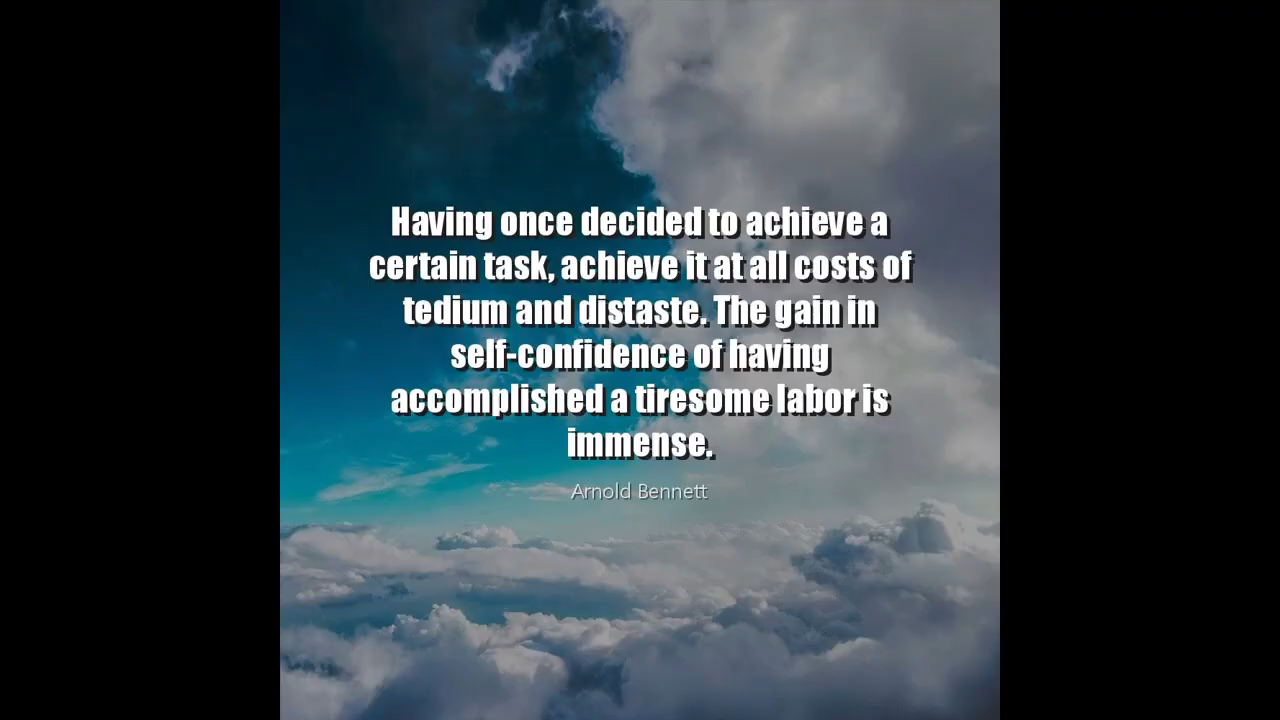 Having once decided to achieve a
certain task, achieve it at all costs of
tedium and distaste. The gain in
self-confidence of having
accomplished a tiresome labor is
immense.
Arnold Bennett